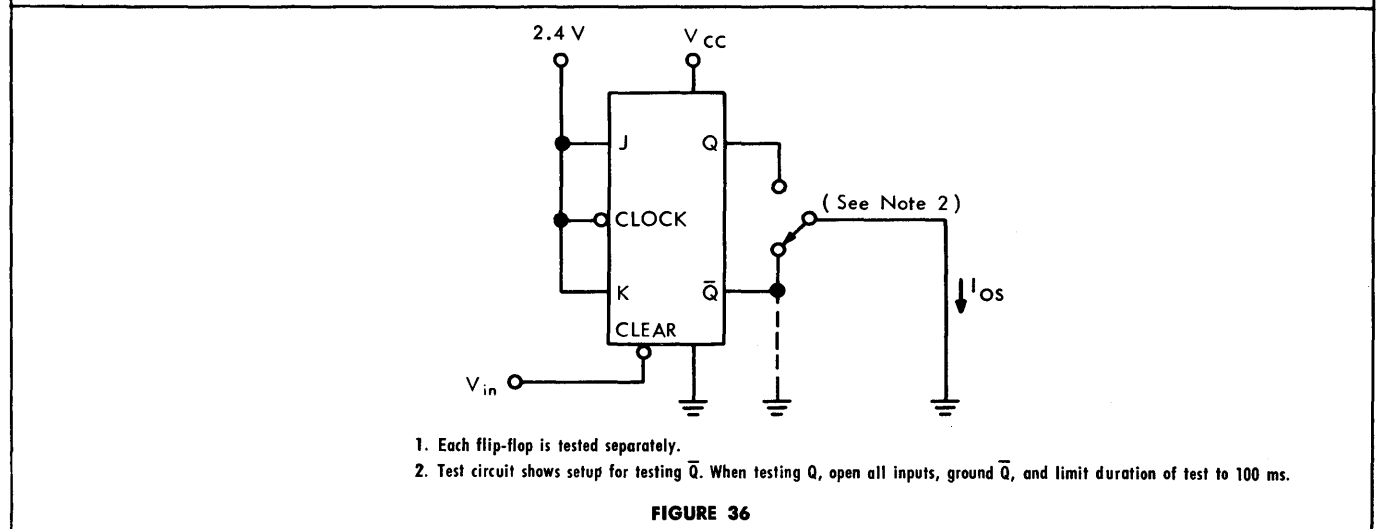 2.4 V
V CC
J
Q
(See Note 2)
CLOCK
K
Q̅
I OS
CLEAR
V in
1. Each flip-flop is tested separately.
2. Test circuit shows setup for testing Q̅. When testing Q, open all inputs, ground Q̅, and limit duration of test to 100 ms.
FIGURE 36